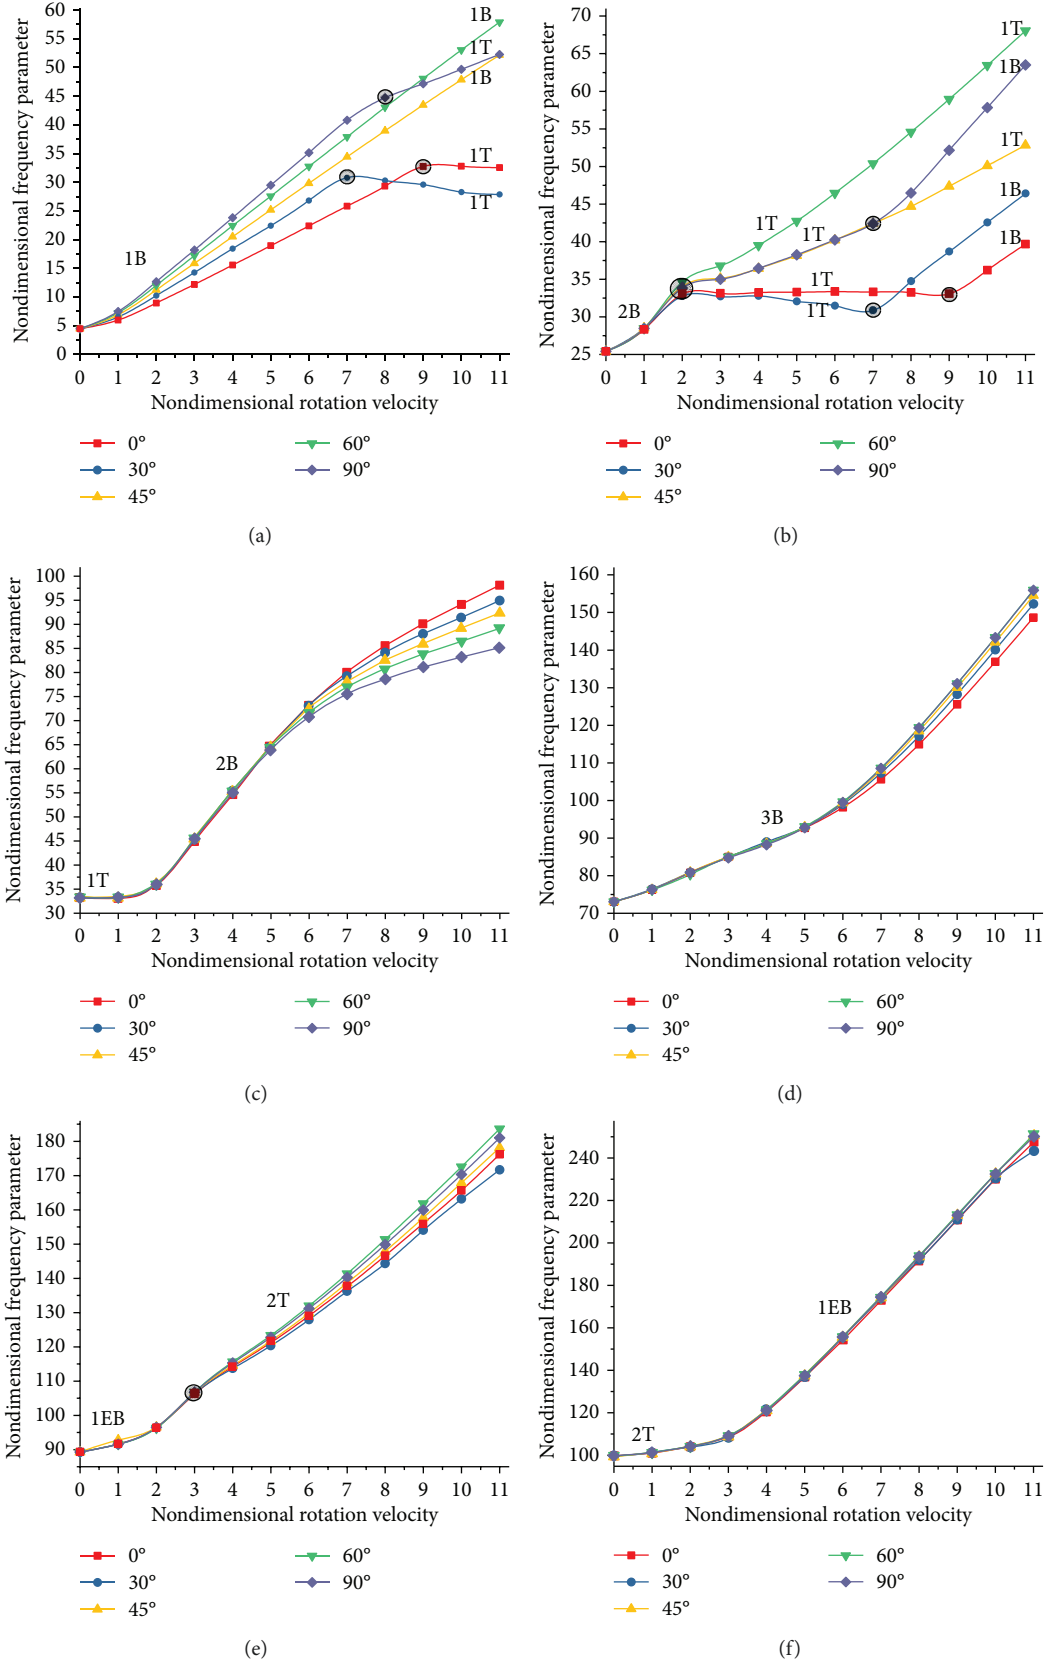 Nondimensional frequency parameter
60
55
50
45
40
35
30
25
20
15
10
5
0
1B
1T
1B
1T
1T
1B
0 1 2 3 4 5 6 7 8 9 10 11
Nondimensional rotation velocity
0°
30°
45°
60°
90°
(a)
Nondimensional frequency parameter
70
65
60
55
50
45
40
35
30
25
1T
1B
1T
1B
1B
1T
1T
1T
1T
2B
0 1 2 3 4 5 6 7 8 9 10 11
Nondimensional rotation velocity
0°
30°
45°
60°
90°
(b)
Nondimensional frequency parameter
100
95
90
85
80
75
70
65
60
55
50
45
40
35
30
2B
1T
0 1 2 3 4 5 6 7 8 9 10 11
Nondimensional rotation velocity
0°
30°
45°
60°
90°
(c)
Nondimensional frequency parameter
160
150
140
130
120
110
100
90
80
70
3B
0 1 2 3 4 5 6 7 8 9 10 11
Nondimensional rotation velocity
0°
30°
45°
60°
90°
(d)
Nondimensional frequency parameter
180
170
160
150
140
130
120
110
100
90
2T
1EB
0 1 2 3 4 5 6 7 8 9 10 11
Nondimensional rotation velocity
0°
30°
45°
60°
90°
(e)
Nondimensional frequency parameter
240
220
200
180
160
140
120
100
1EB
2T
0 1 2 3 4 5 6 7 8 9 10 11
Nondimensional rotation velocity
0°
30°
45°
60°
90°
(f)